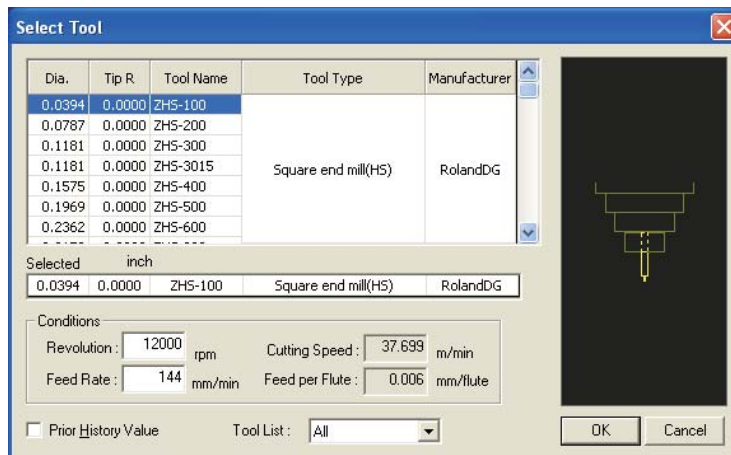 Select Tool
Dia. Tip R Tool Name Tool Type Manufacturer
0.0394 0.0000 ZHS-100
0.0787 0.0000 ZHS-200
0.1181 0.0000 ZHS-300
0.1181 0.0000 ZHS-3015
Square end mill(HS) RolandDG
0.1575 0.0000 ZHS-400
0.1969 0.0000 ZHS-500
0.2362 0.0000 ZHS-600
Selected inch
0.0394 0.0000 ZHS-100 Square end mill(HS) RolandDG
Conditions
Revolution : 12000 rpm Cutting Speed : 37.699 m/min
Feed Rate : 144 mm/min Feed per Flute : 0.006 mm/flute
Prior History Value Tool List : All OK Cancel